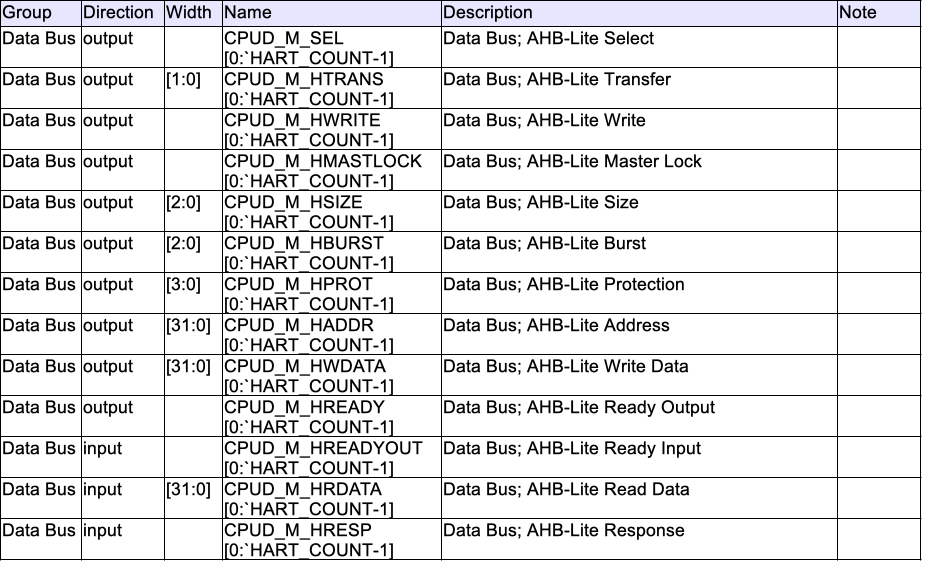 Group Direction Width Name Description Note
Data Bus output CPUD_M_SEL Data Bus; AHB-Lite Select
[0:`HART_COUNT-1]
Data Bus output [1:0] CPUD_M_HTRANS Data Bus; AHB-Lite Transfer
[0:`HART_COUNT-1]
Data Bus output CPUD_M_HWRITE Data Bus; AHB-Lite Write
[0:`HART_COUNT-1]
Data Bus output CPUD_M_HMASTLOCK Data Bus; AHB-Lite Master Lock
[0:`HART_COUNT-1]
Data Bus output [2:0] CPUD_M_HSIZE Data Bus; AHB-Lite Size
[0:`HART_COUNT-1]
Data Bus output [2:0] CPUD_M_HBURST Data Bus; AHB-Lite Burst
[0:`HART_COUNT-1]
Data Bus output [3:0] CPUD_M_HPROT Data Bus; AHB-Lite Protection
[0:`HART_COUNT-1]
Data Bus output [31:0] CPUD_M_HADDR Data Bus; AHB-Lite Address
[0:`HART_COUNT-1]
Data Bus output [31:0] CPUD_M_HWDATA Data Bus; AHB-Lite Write Data
[0:`HART_COUNT-1]
Data Bus output CPUD_M_HREADY Data Bus; AHB-Lite Ready Output
[0:`HART_COUNT-1]
Data Bus input CPUD_M_HREADYOUT Data Bus; AHB-Lite Ready Input
[0:`HART_COUNT-1]
Data Bus input [31:0] CPUD_M_HRDATA Data Bus; AHB-Lite Read Data
[0:`HART_COUNT-1]
Data Bus input CPUD_M_HRESP Data Bus; AHB-Lite Response
[0:`HART_COUNT-1]